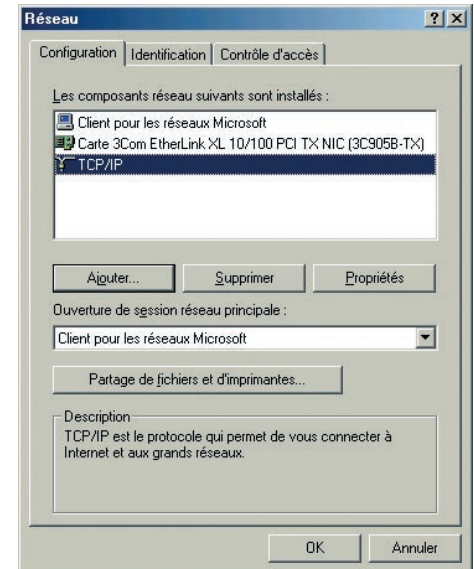 Réseau
Configuration
Identification
Contrôle d'accès
Les composants réseau suivants sont installés :
Client pour les réseaux Microsoft
Carte 3Com EtherLink XL 10/100 PCI TX NIC (3C905B-TX)
TCP/IP
Ajouter...
Supprimer
Propriétés
Ouverture de session réseau principale :
Client pour les réseaux Microsoft
Partage de fichiers et d'imprimantes...
Description
TCP/IP est le protocole qui permet de vous connecter à
Internet et aux grands réseaux.
OK
Annuler